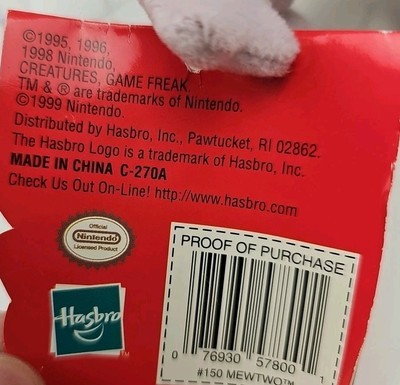 ©1995, 1996,
1998 Nintendo,
CREATURES, GAME FREAK.
TM & ® are trademarks of Nintendo.
©1999 Nintendo.
Distributed by Hasbro, Inc., Pawtucket, RI 02862.
The Hasbro Logo is a trademark of Hasbro, Inc.
MADE IN CHINA C-270A
Check Us Out On-Line! http://www.hasbro.com
Official
Nintendo
Licensed Product
Hasbro
TM
PROOF OF PURCHASE
0 76930 57800 1
#150 MEWTWO™